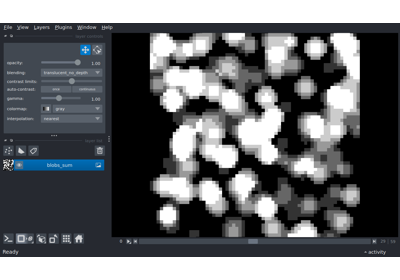 File View Layers Plugins Window Help
opacity: 1.00
blending: translucent_no_depth
contrast limits:
auto-contrast: once continuous
gamma: 1.00
colormap: gray
interpolation: nearest
blobs_sum
Ready activity